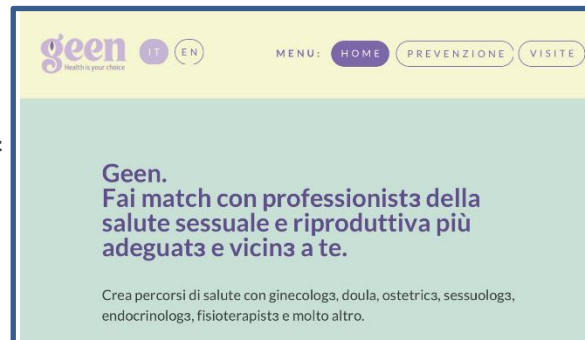 geen
Health is your choice
IT EN
MENU: HOME PREVENZIONE VISITE
:
Geen.
Fai match con professionistɜ della
salute sessuale e riproduttiva più
adeguatɜ e vicinɜ a te.
Crea percorsi di salute con ginecologɜ, doula, ostetricɜ, sessuologɜ,
endocrinologɜ, fisioterapistɜ e molto altro.